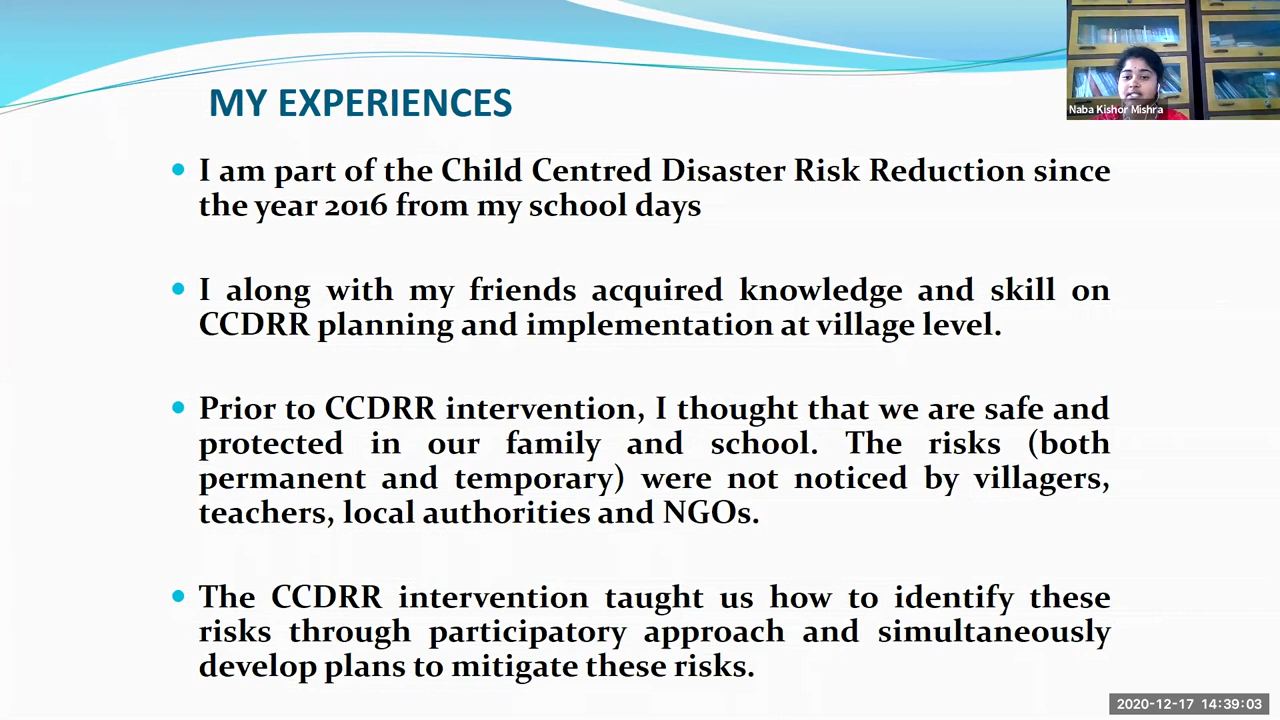 Naba Kishor Mishra
MY EXPERIENCES
• I am part of the Child Centred Disaster Risk Reduction since
the year 2016 from my school days
• I along with my friends acquired knowledge and skill on
CCDRR planning and implementation at village level.
• Prior to CCDRR intervention, I thought that we are safe and
protected in our family and school. The risks (both
permanent and temporary) were not noticed by villagers,
teachers, local authorities and NGOs.
• The CCDRR intervention taught us how to identify these
risks through participatory approach and simultaneously
develop plans to mitigate these risks.
2020-12-17 14:39:03